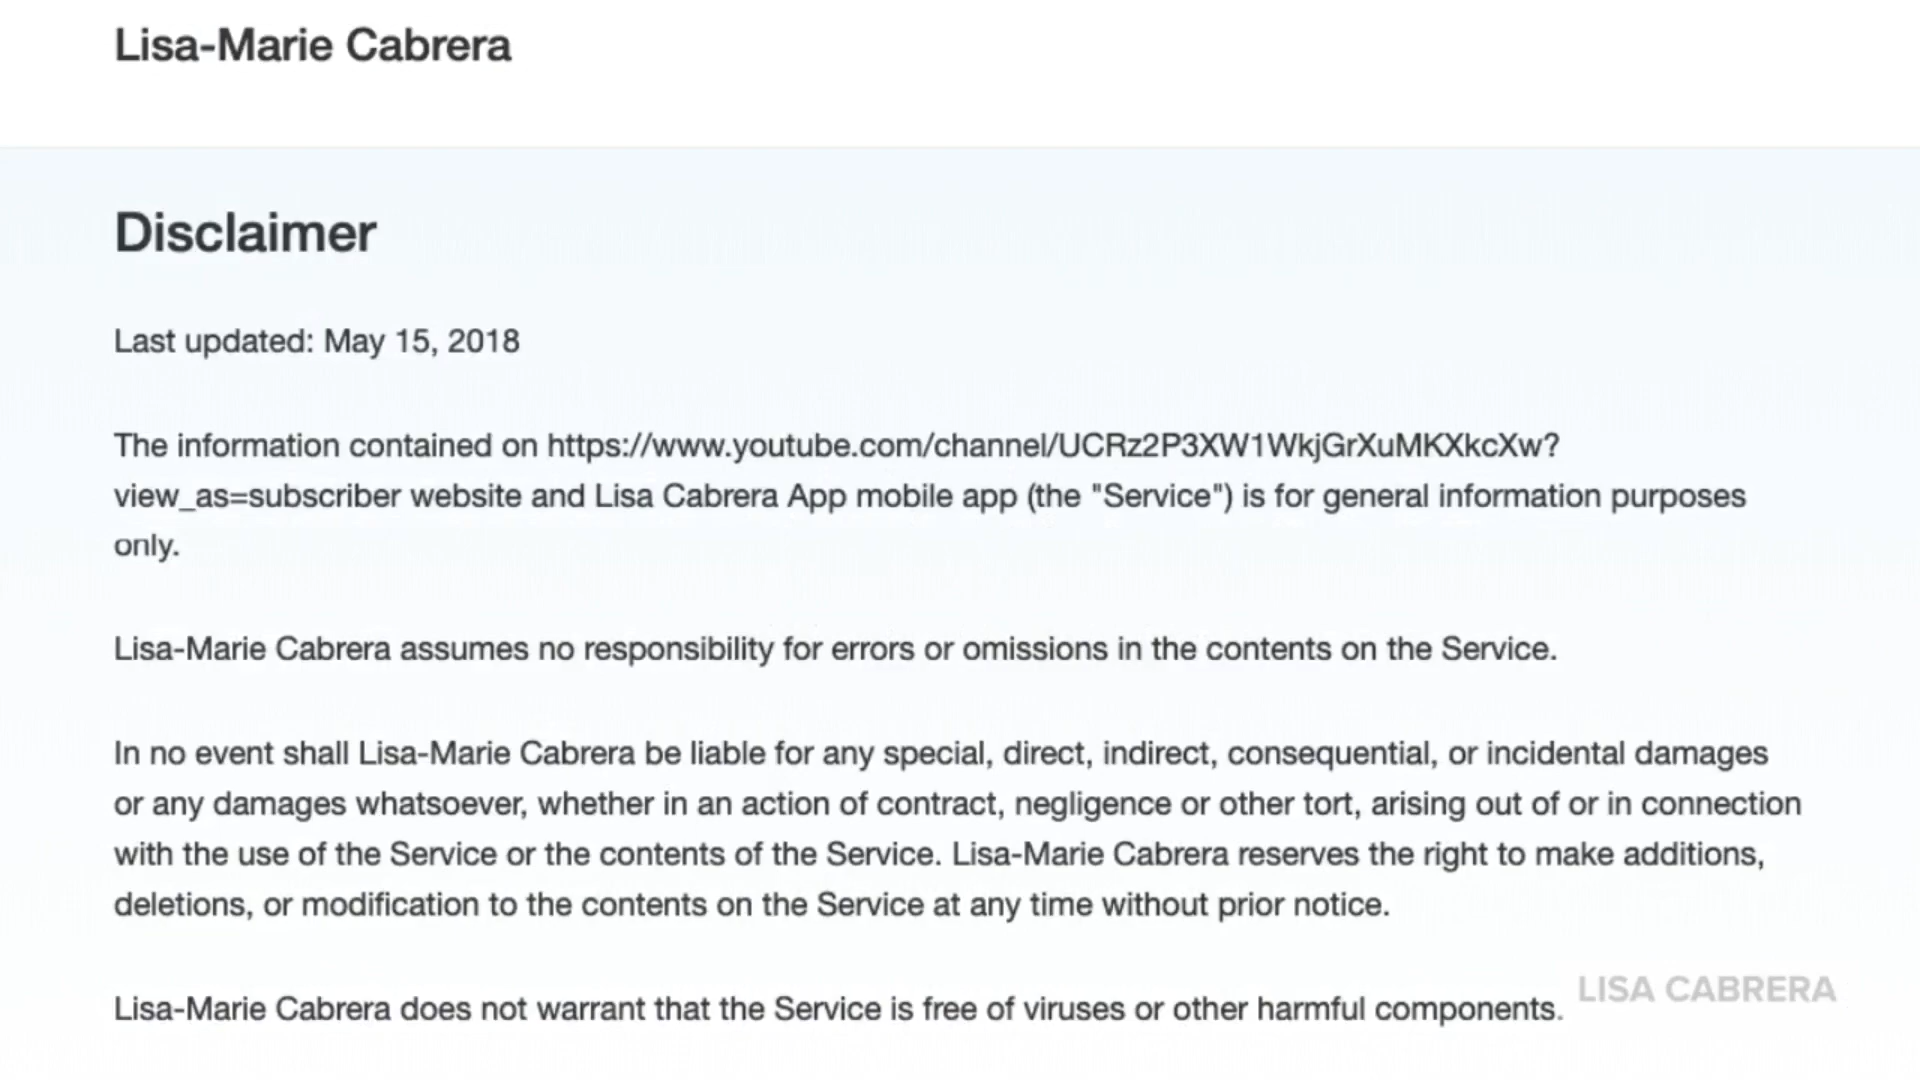 Lisa-Marie Cabrera
Disclaimer
Last updated: May 15, 2018
The information contained on https://www.youtube.com/channel/UCRz2P3XW1WkjGrXuMKXkcXw?
view_as=subscriber website and Lisa Cabrera App mobile app (the "Service") is for general information purposes
only.
Lisa-Marie Cabrera assumes no responsibility for errors or omissions in the contents on the Service.
In no event shall Lisa-Marie Cabrera be liable for any special, direct, indirect, consequential, or incidental damages
or any damages whatsoever, whether in an action of contract, negligence or other tort, arising out of or in connection
with the use of the Service or the contents of the Service. Lisa-Marie Cabrera reserves the right to make additions,
deletions, or modification to the contents on the Service at any time without prior notice.
Lisa-Marie Cabrera does not warrant that the Service is free of viruses or other harmful components.
LISA CABRERA